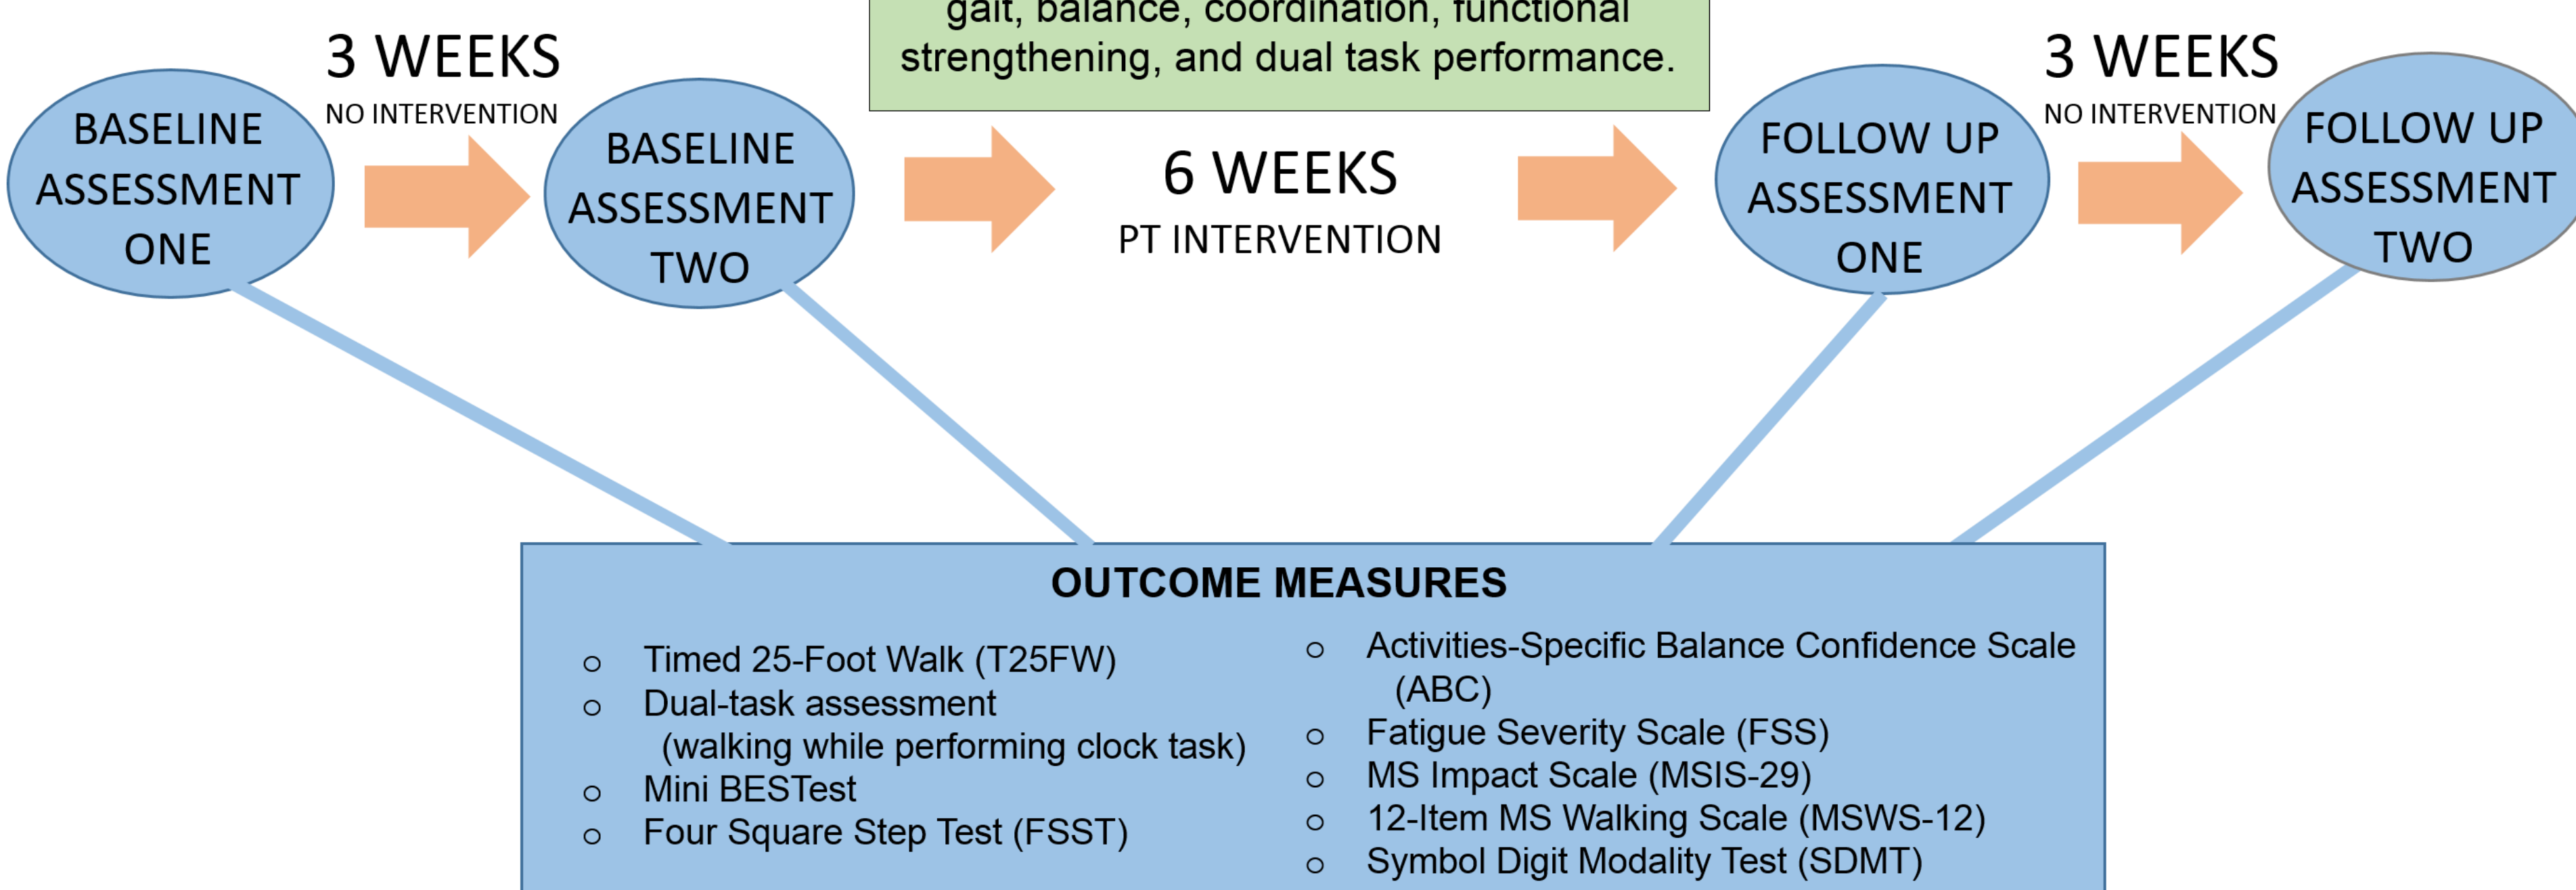 gait, balance, coordination, functional
strengthening, and dual task performance.
BASELINE
ASSESSMENT
ONE
3 WEEKS
NO INTERVENTION
BASELINE
ASSESSMENT
TWO
6 WEEKS
PT INTERVENTION
FOLLOW UP
ASSESSMENT
ONE
3 WEEKS
NO INTERVENTION
FOLLOW UP
ASSESSMENT
TWO
OUTCOME MEASURES
o Timed 25-Foot Walk (T25FW)
o Dual-task assessment
(walking while performing clock task)
o Mini BESTest
o Four Square Step Test (FSST)
o Activities-Specific Balance Confidence Scale
(ABC)
o Fatigue Severity Scale (FSS)
o MS Impact Scale (MSIS-29)
o 12-Item MS Walking Scale (MSWS-12)
o Symbol Digit Modality Test (SDMT)